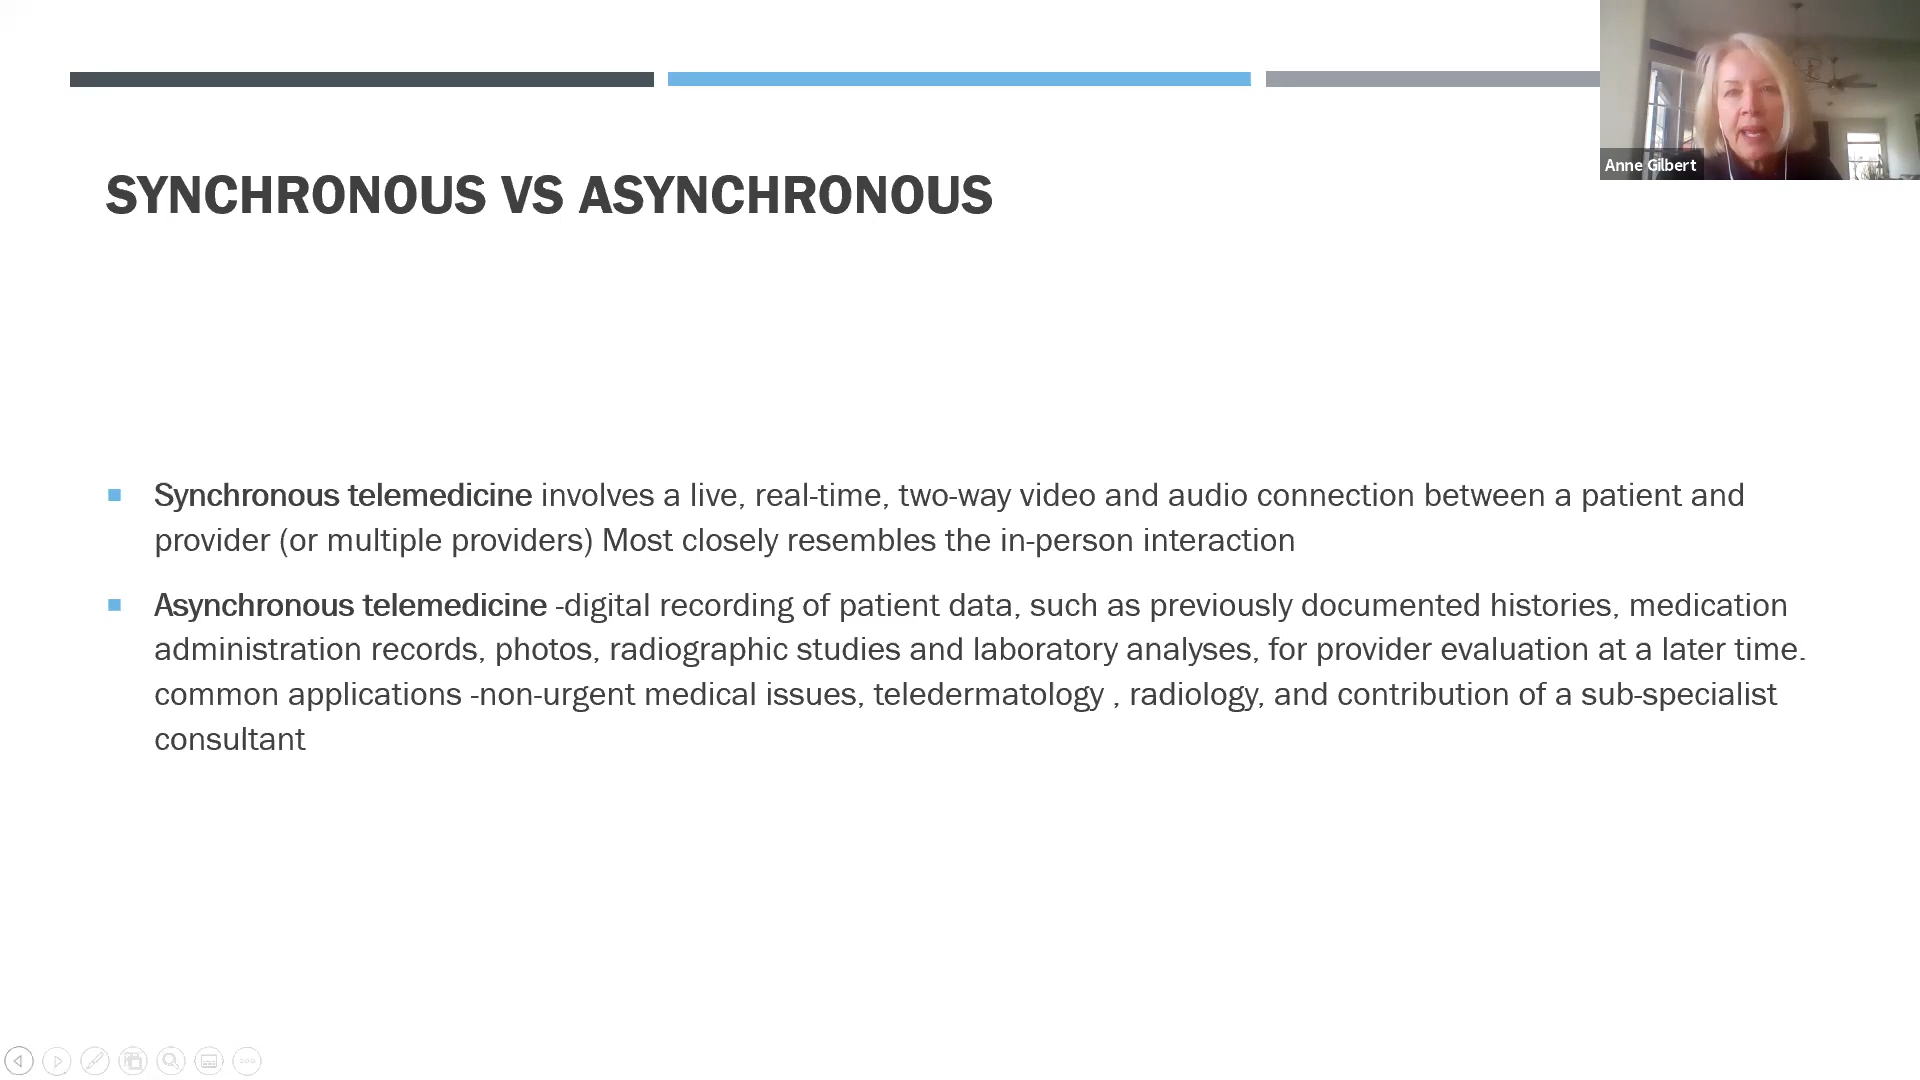 Anne Gilbert
SYNCHRONOUS VS ASYNCHRONOUS
Synchronous telemedicine involves a live, real-time, two-way video and audio connection between a patient and
provider (or multiple providers) Most closely resembles the in-person interaction
Asynchronous telemedicine -digital recording of patient data, such as previously documented histories, medication
administration records, photos, radiographic studies and laboratory analyses, for provider evaluation at a later time.
common applications -non-urgent medical issues, teledermatology , radiology, and contribution of a sub-specialist
consultant